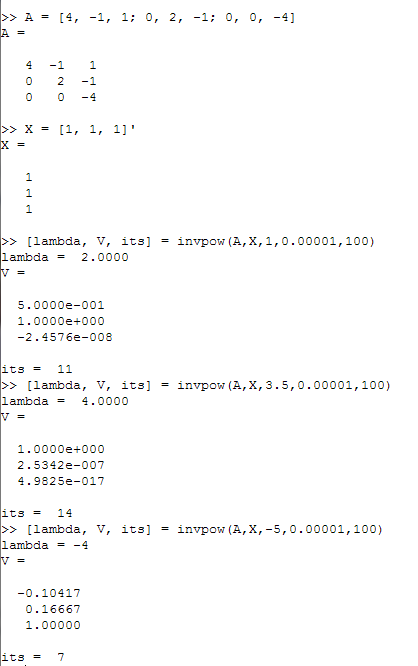 >> A = [4, -1, 1; 0, 2, -1; 0, 0, -4]
A =
4 -1 1
0 2 -1
0 0 -4
>> X = [1, 1, 1]'
X =
1
1
1
>> [lambda, V, its] = invpow(A,X,1,0.00001,100)
lambda = 2.0000
V =
5.0000e-001
1.0000e+000
-2.4576e-008
its = 11
>> [lambda, V, its] = invpow(A,X,3.5,0.00001,100)
lambda = 4.0000
V =
1.0000e+000
2.5342e-007
4.9825e-017
its = 14
>> [lambda, V, its] = invpow(A,X,-5,0.00001,100)
lambda = -4
V =
-0.10417
0.16667
1.00000
its = 7